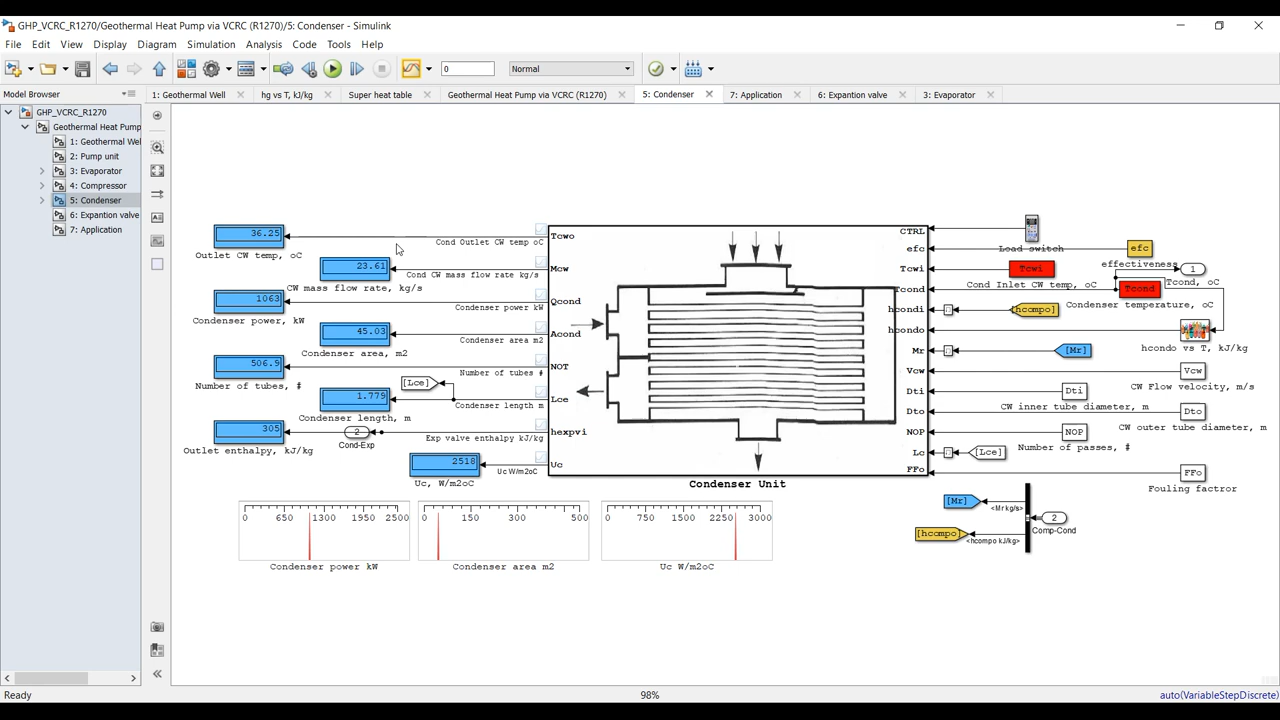 GHP_VCRC_R1270/Geothermal Heat Pump via VCRC (R1270)/5: Condenser - Simulink
File Edit View Display Diagram Simulation Analysis Code Tools Help
0 Normal
Model Browser
1: Geothermal Well hg vs T, kJ/kg Super heat table Geothermal Heat Pump via VCRC (R1270) 5: Condenser 7: Application 6: Expantion valve 3: Evaporator
GHP_VCRC_R1270
Geothermal Heat Pump
1: Geothermal Wel
2: Pump unit
3: Evaporator
4: Compressor
5: Condenser
6: Expantion valve
7: Application
36.25
Outlet CW temp, oC
23.61
CW mass flow rate, kg/s
1063
Condenser power, kW
45.03
Condenser area, m2
506.9
Number of tubes, #
[Lce]
1.779
Condenser length, m
305
Outlet enthalpy, kJ/kg
2
Cond-Exp
2518
Uc, W/m2oC
Cond Outlet CW temp oC
Cond CW mass flow rate kg/s
Condenser power kW
Condenser area m2
Number of tubes #
Condenser length m
Exp valve enthalpy kJ/kg
Uc W/m2oC
Tcwo
Mcw
Qcond
Acond
NOT
Lce
hexpvi
Uc
CTRL
efc
Tcwi
Tcond
hcondi
hcondo
Mr
Vcw
Dti
Dto
NOP
Lc
FFo
Condenser Unit
Load switch
efc
effectiveness
Tcwi
Cond Inlet CW temp, oC
1
Tcond, oC
Tcond
Condenser temperature, oC
[hcompo]
hcondo vs T, kJ/kg
[Mr]
Vcw
CW Flow velocity, m/s
Dti
CW inner tube diameter, m
Dto
CW outer tube diameter, m
NOP
Number of passes, #
[Lce]
FFo
Fouling factror
[Mr]
<Mr kg/s>
2
Comp-Cond
[hcompo]
<hcompo kJ/kg>
0 650 1300 1900 2500
Condenser power kW
0 150 300 500
Condenser area m2
0 750 1500 2250 3000
Uc W/m2oC
Ready 98% auto(VariableStepDiscrete)